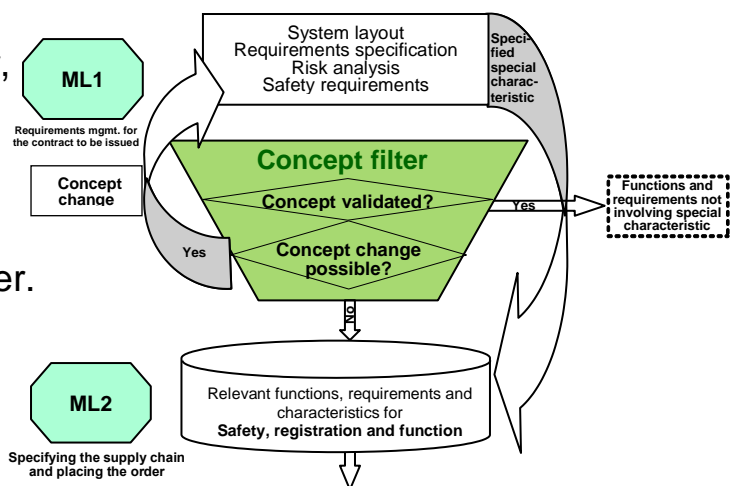 System layout
Requirements specification
Risk analysis
Safety requirements
Speci-
fied
special
charac-
teristic
,
ML1
Requirements mgmt. for
the contract to be issued
Concept
change
Concept filter
Concept validated?
Yes
Functions and
requirements not
involving special
characteristic
Yes
Concept change
possible?
er.
No
Relevant functions, requirements and
characteristics for
Safety, registration and function
ML2
Specifying the supply chain
and placing the order